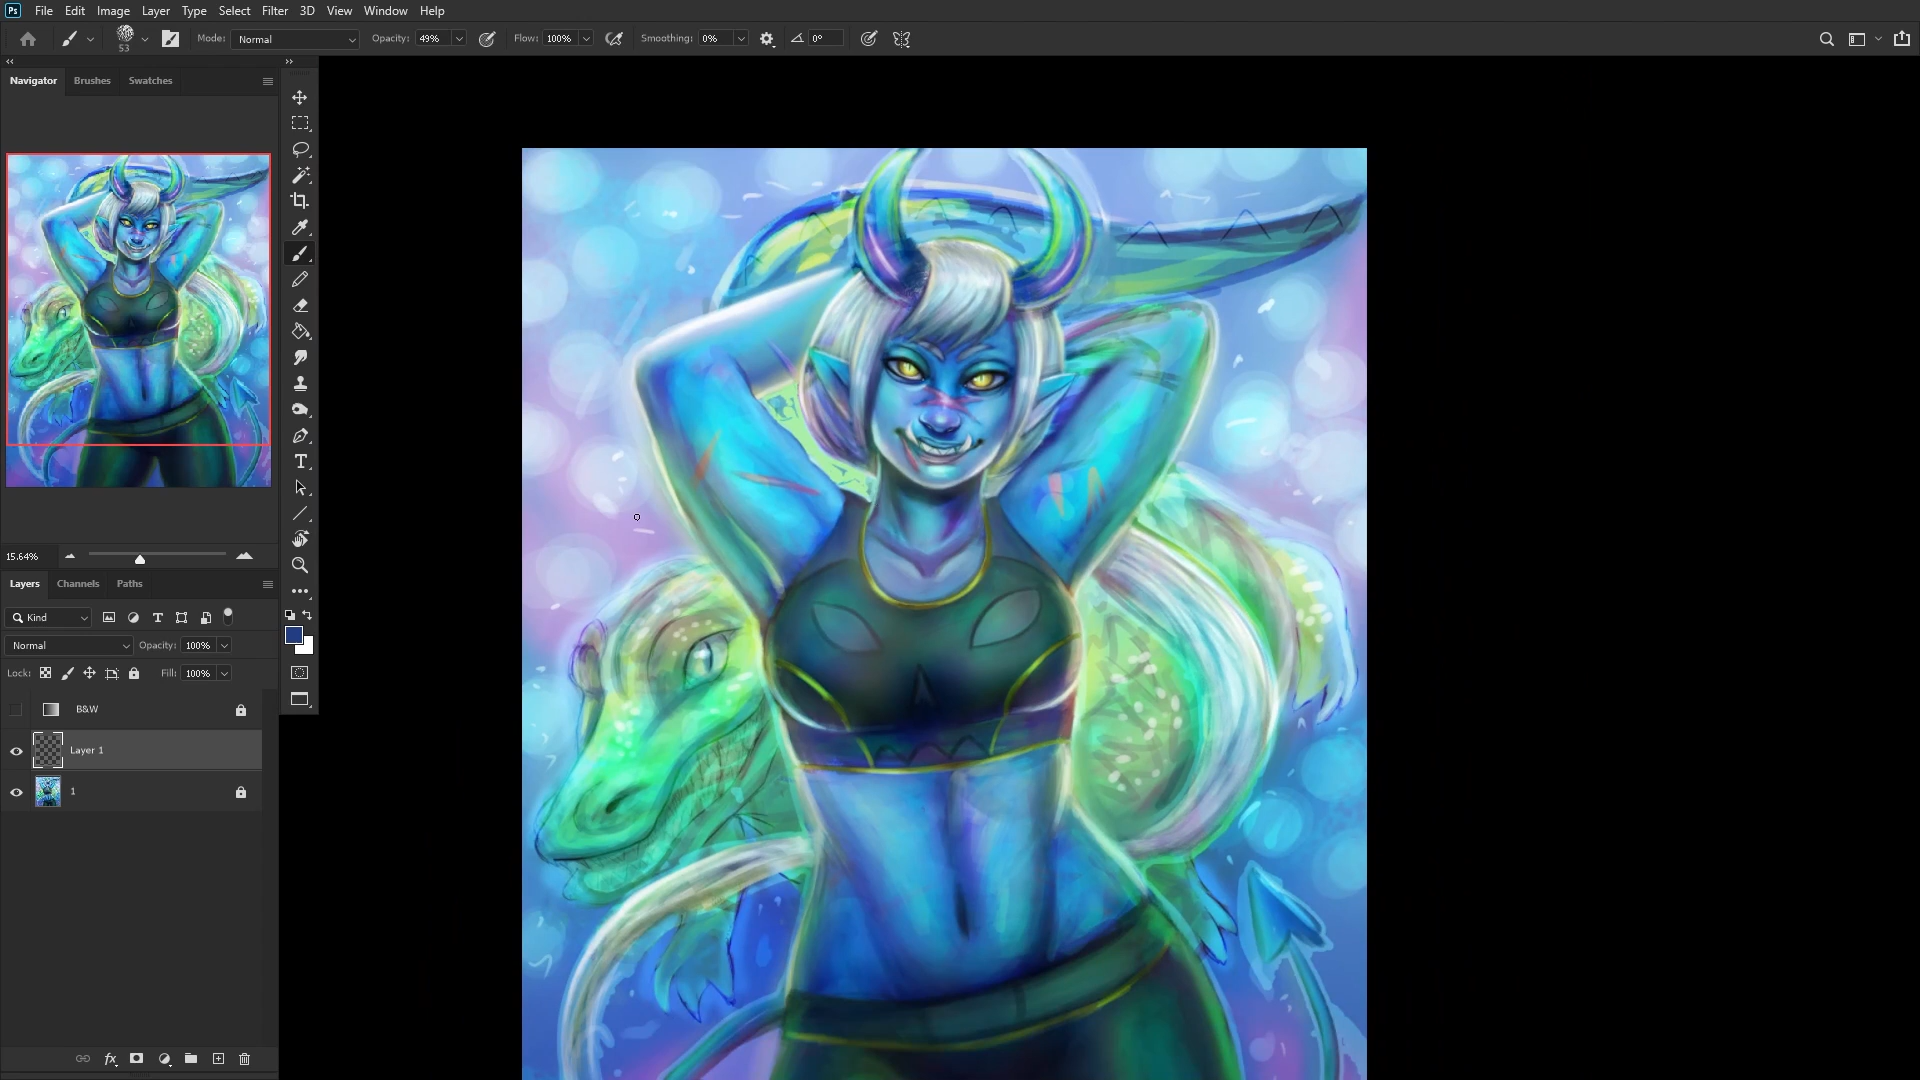 Ps File Edit Image Layer Type Select Filter 3D View Window Help
53 Mode: Normal Opacity: 49% Flow: 100% Smoothing: 0% 0°
Navigator Brushes Swatches
15.64%
Layers Channels Paths
Kind
Normal Opacity: 100%
Lock: Fill: 100%
B&W
Layer 1
1
fx